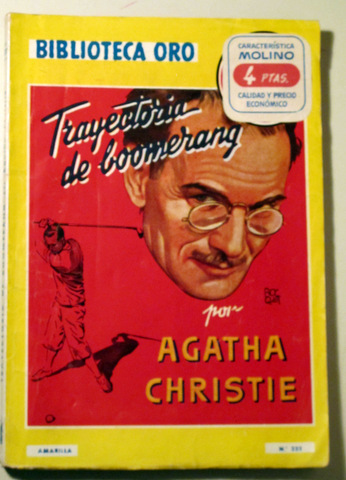 BIBLIOTECA ORO
CARACTERÍSTICA
MOLINO
4 PTAS.
CALIDAD Y PRECIO
ECONÓMICO
Trayectoria
de boomerang
por
AGATHA
CHRISTIE
AMARILLA